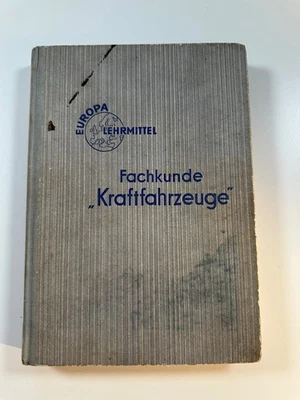 EUROPA
LEHRMITTEL
Fachkunde
„Kraftfahrzeuge"